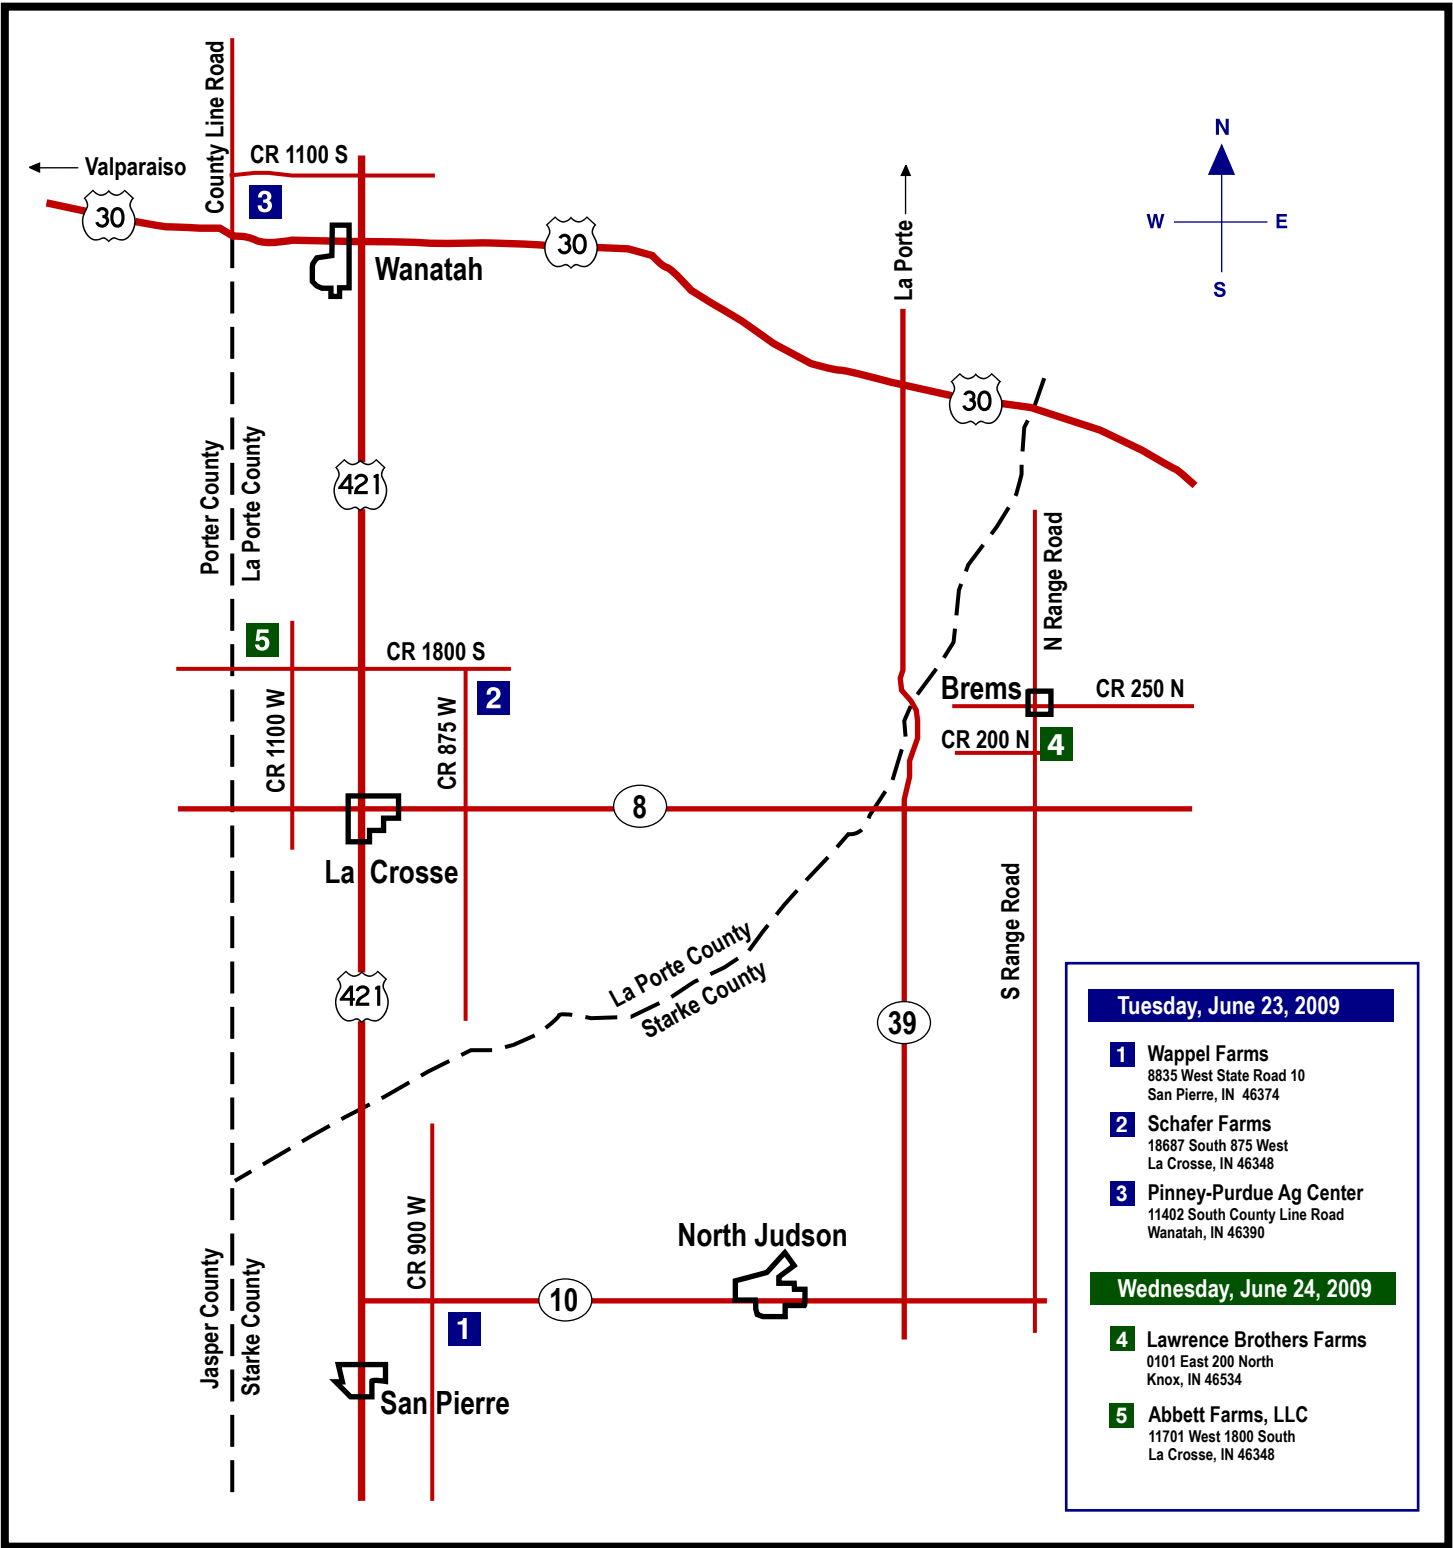 County Line Road
CR 1100 S
Valparaiso
3
30
30
Wanatah
La Porte
N
W
E
S
30
421
Porter County
La Porte County
N Range Road
5
CR 1800 S
2
CR 1100 W
CR 875 W
Brems
CR 250 N
CR 200 N
4
8
La Crosse
S Range Road
La Porte County
Starke County
421
39
CR 900 W
North Judson
Jasper County
Starke County
10
1
San Pierre
Tuesday, June 23, 2009
1 Wappel Farms
8835 West State Road 10
San Pierre, IN 46374
2 Schafer Farms
18687 South 875 West
La Crosse, IN 46348
3 Pinney-Purdue Ag Center
11402 South County Line Road
Wanatah, IN 46390
Wednesday, June 24, 2009
4 Lawrence Brothers Farms
0101 East 200 North
Knox, IN 46534
5 Abbett Farms, LLC
11701 West 1800 South
La Crosse, IN 46348